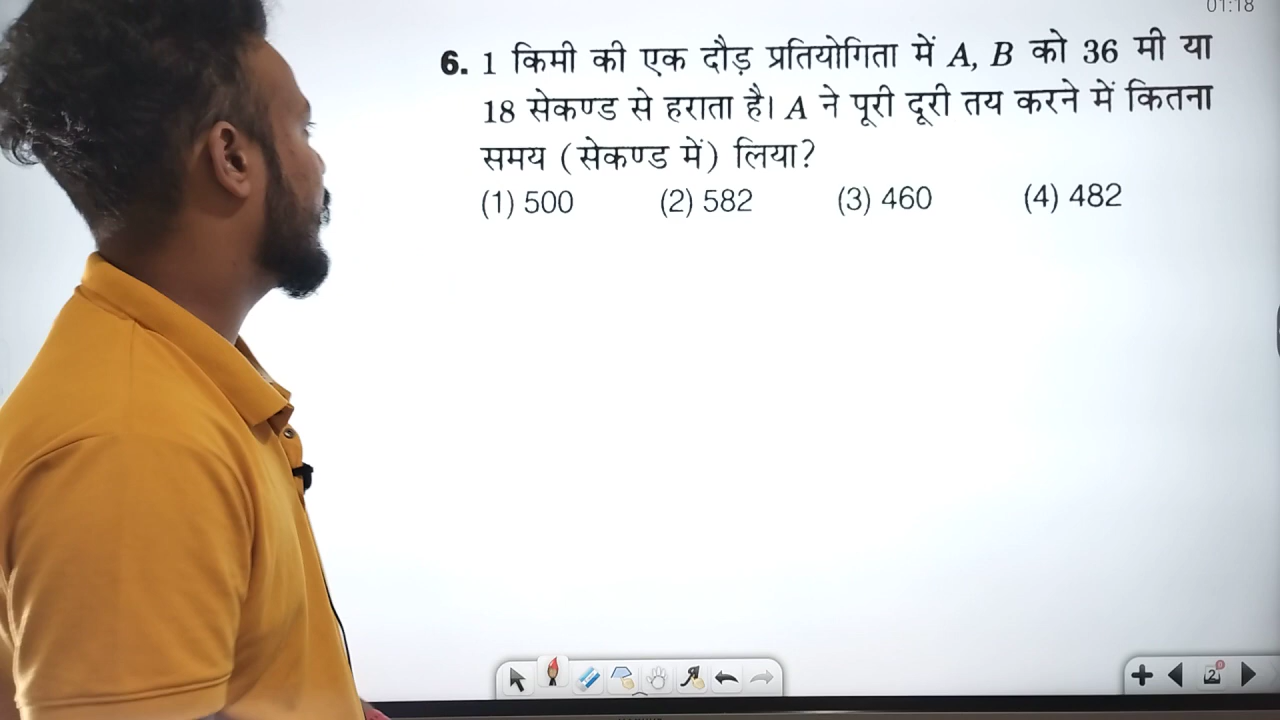 01:18
6. 1 किमी की एक दौड़ प्रतियोगिता में A, B को 36 मी या
18 सेकण्ड से हराता है। A ने पूरी दूरी तय करने में कितना
समय (सेकण्ड में) लिया?
(1) 500 (2) 582 (3) 460 (4) 482
2